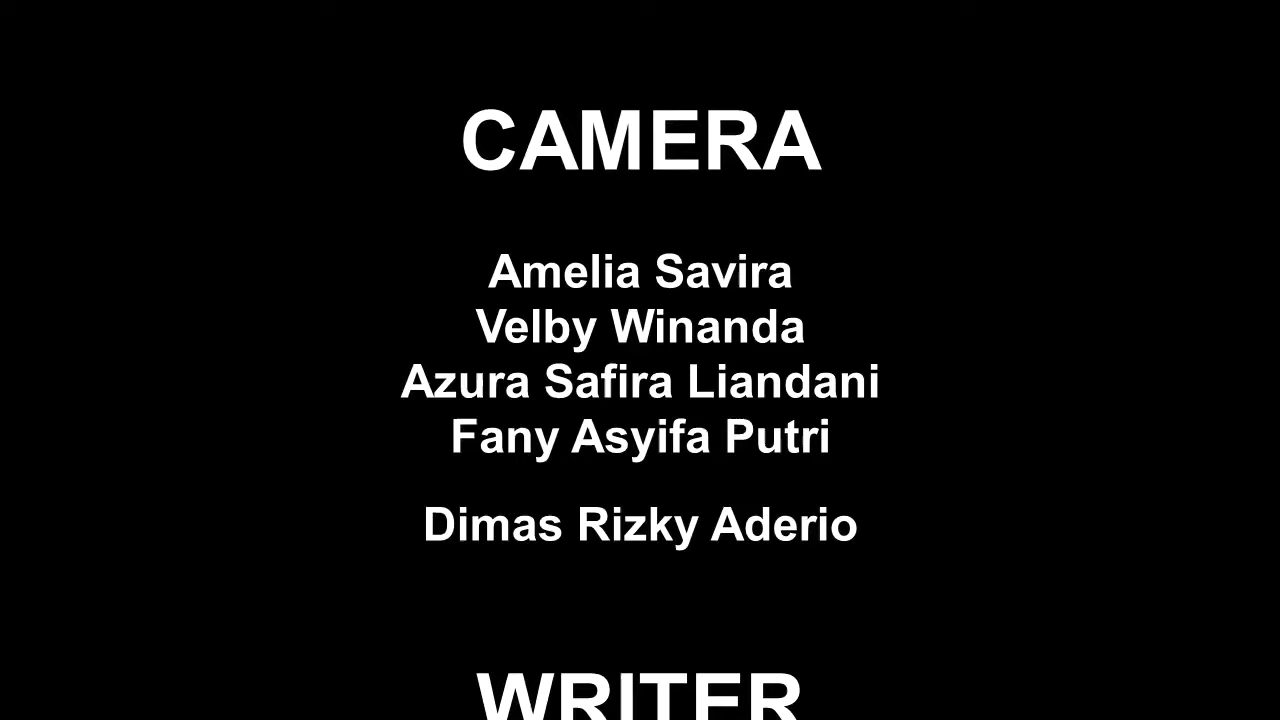 CAMERA
Amelia Savira
Velby Winanda
Azura Safira Liandani
Fany Asyifa Putri
Dimas Rizky Aderio
WRITER